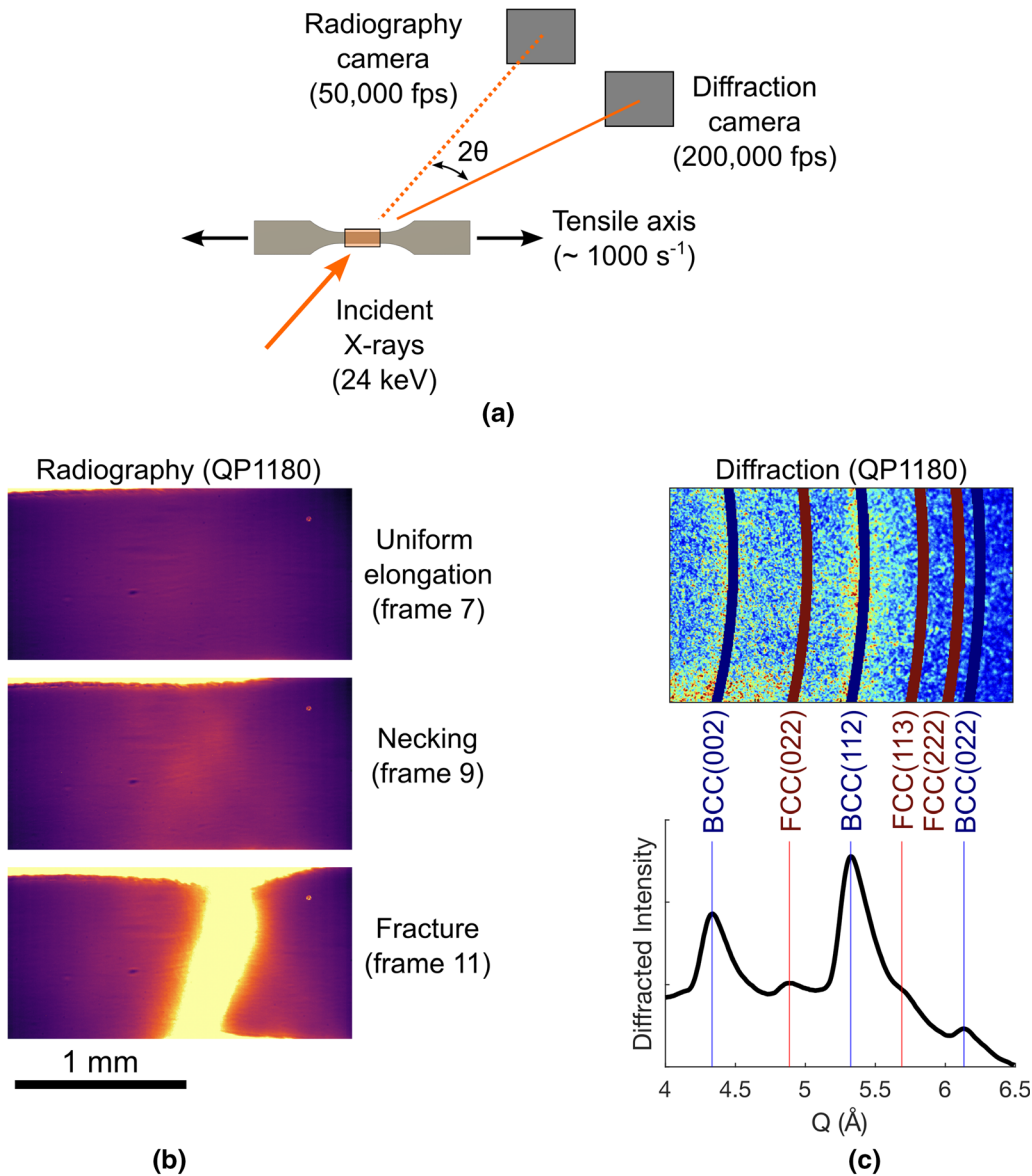 Radiography
camera
(50,000 fps)
Diffraction
camera
(200,000 fps)
2θ
Tensile axis
(~ 1000 s⁻¹)
Incident
X-rays
(24 keV)
(a)
Radiography (QP1180)
Uniform
elongation
(frame 7)
Necking
(frame 9)
Fracture
(frame 11)
1 mm
(b)
Diffraction (QP1180)
BCC(002)
FCC(022)
BCC(112)
FCC(113)
FCC(222)
BCC(022)
Diffracted Intensity
4 4.5 5 5.5 6 6.5
Q (Å)
(c)